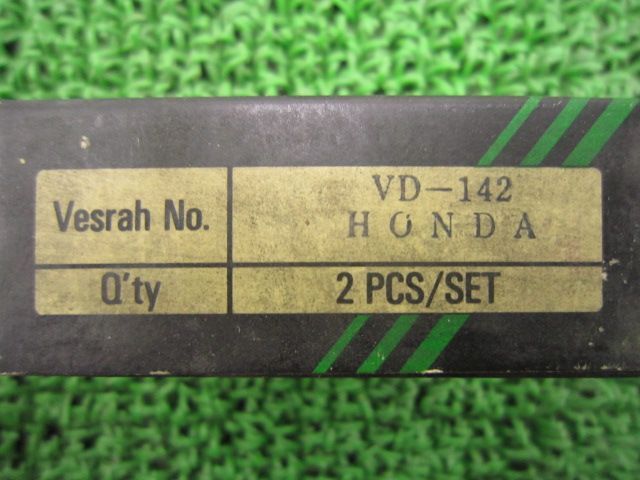 Vesrah No.
VD-142
HONDA
Q'ty
2 PCS/SET